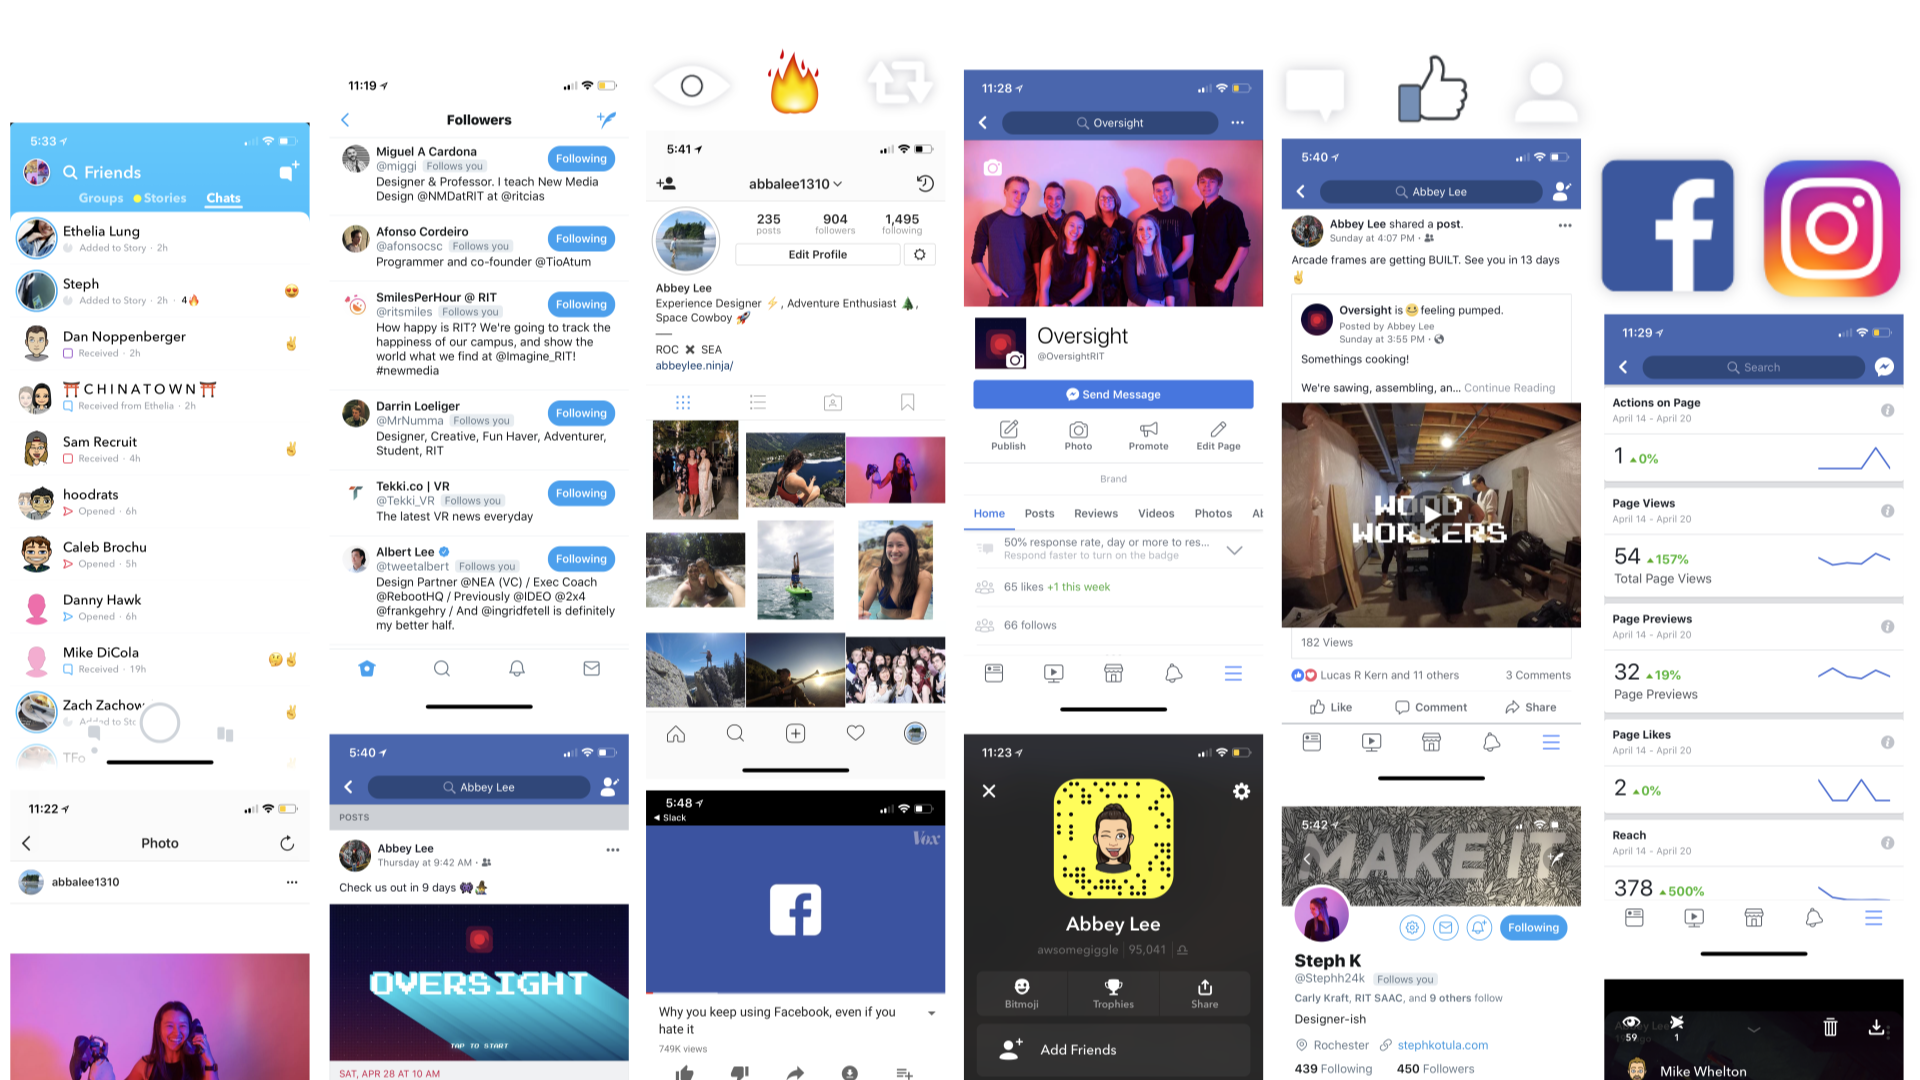 5:33
Friends
Groups Stories Chats
Ethelia Lung
Added to Story · 2h
Steph
Added to Story · 2h · 4🔥
Dan Noppenberger
Received · 2h
⛩️CHINATOWN⛩️
Received from Ethelia · 2h
Sam Recruit
Received · 4h
hoodrats
Opened · 6h
Caleb Brochu
Opened · 5h
Danny Hawk
Opened · 6h
Mike DiCola
Received · 19h
Zach Zachow
Added to Sto
TFo
11:22
Photo
abbalee1310
11:19
Followers
Miguel A Cardona
@miggi Follows you
Following
Designer & Professor. I teach New Media
Design @NMDatRIT at @ritcias
Afonso Cordeiro
@afonsocsc Follows you
Following
Programmer and co-founder @TioAtum
SmilesPerHour @ RIT
@ritsmiles Follows you
Following
How happy is RIT? We're going to track the
happiness of our campus, and show the
world what we find at @Imagine_RIT!
#newmedia
Darrin Loeliger
@MrNumma Follows you
Following
Designer, Creative, Fun Haver, Adventurer,
Student, RIT
Tekki.co | VR
@Tekki_VR Follows you
Following
The latest VR news everyday
Albert Lee
@tweetalbert Follows you
Following
Design Partner @NEA (VC) / Exec Coach
@RebootHQ / Previously @IDEO @2x4
@frankgehry / And @ingridfetell is definitely
my better half.
5:40
Abbey Lee
POSTS
Abbey Lee
Thursday at 9:42 AM ·
Check us out in 9 days
OVERSIGHT
TAP TO START
SAT, APR 28 AT 10 AM
5:41
abbalee1310
235 904 1,495
posts followers following
Edit Profile
Abbey Lee
Experience Designer ⚡, Adventure Enthusiast 🌲,
Space Cowboy 🚀
ROC ✖ SEA
abbeylee.ninja/
5:48
Slack
Vox
Why you keep using Facebook, even if you
hate it
749K views
11:28
Oversight
Oversight
@OversightRIT
Send Message
Publish Photo Promote Edit Page
Brand
Home Posts Reviews Videos Photos Ab
50% response rate, day or more to res...
Respond faster to turn on the badge
65 likes +1 this week
66 follows
11:23
Abbey Lee
awsomegiggle | 95,041 | ♎
Bitmoji Trophies Share
Add Friends
5:40
Abbey Lee
Abbey Lee shared a post.
Sunday at 4:07 PM ·
Arcade frames are getting BUILT. See you in 13 days
✌️
Oversight is 😄 feeling pumped.
Posted by Abbey Lee
Sunday at 3:55 PM ·
Somethings cooking!
We're sawing, assembling, an... Continue Reading
WOOD
WORKERS
182 Views
Lucas R Kern and 11 others 3 Comments
Like Comment Share
5:42
MAKE IT
Following
Steph K
@Stephh24k Follows you
Carly Kraft, RIT SAAC, and 9 others follow
Designer-ish
Rochester stephkotula.com
439 Following 450 Followers
11:29
Search
Actions on Page
April 14 - April 20
1 ▲0%
Page Views
April 14 - April 20
54 ▲157%
Total Page Views
Page Previews
April 14 - April 20
32 ▲19%
Page Previews
Page Likes
April 14 - April 20
2 ▲0%
Reach
April 14 - April 20
378 ▲500%
Abbey Le
59 1
Mike Whelton